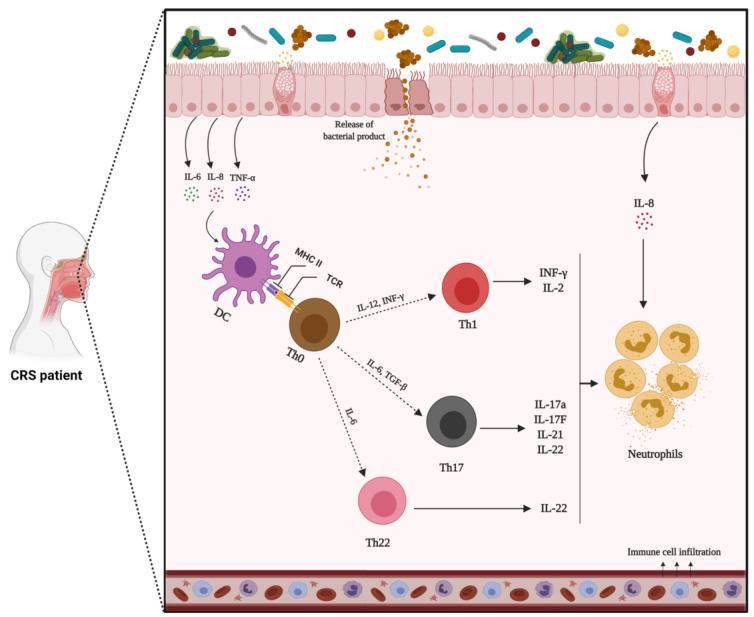 Release of
bacterial product
IL-6 IL-8 TNF-α
IL-8
MHC II
TCR
DC
Th0
IL-12, INF-γ
Th1
INF-γ
IL-2
IL-6, TGF-β
Th17
IL-17a
IL-17F
IL-21
IL-22
IL-6
Th22
IL-22
Neutrophils
CRS patient
Immune cell infiltration